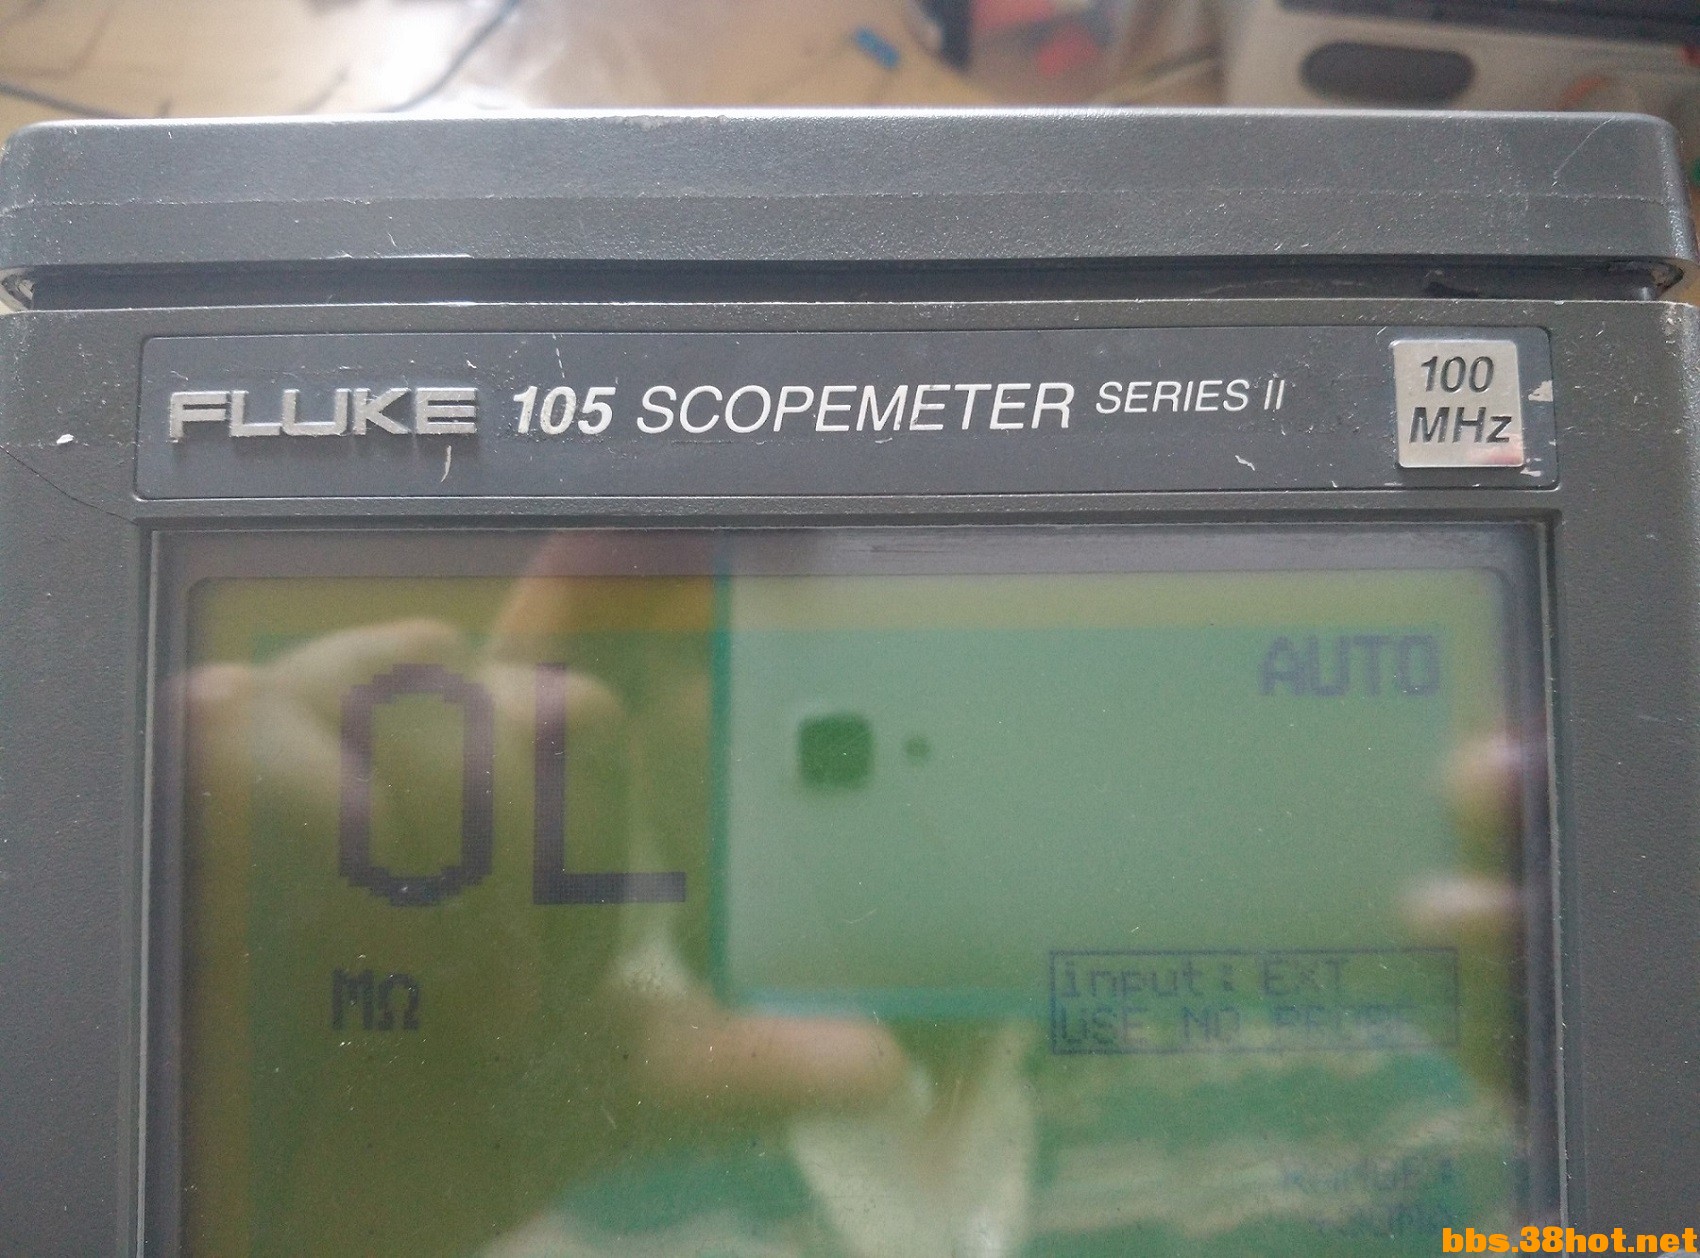 FLUKE 105 SCOPEMETER SERIES II
100
MHz
AUTO
OL
MΩ
input: EXT
USE NO PROBE
bbs.38hot.net